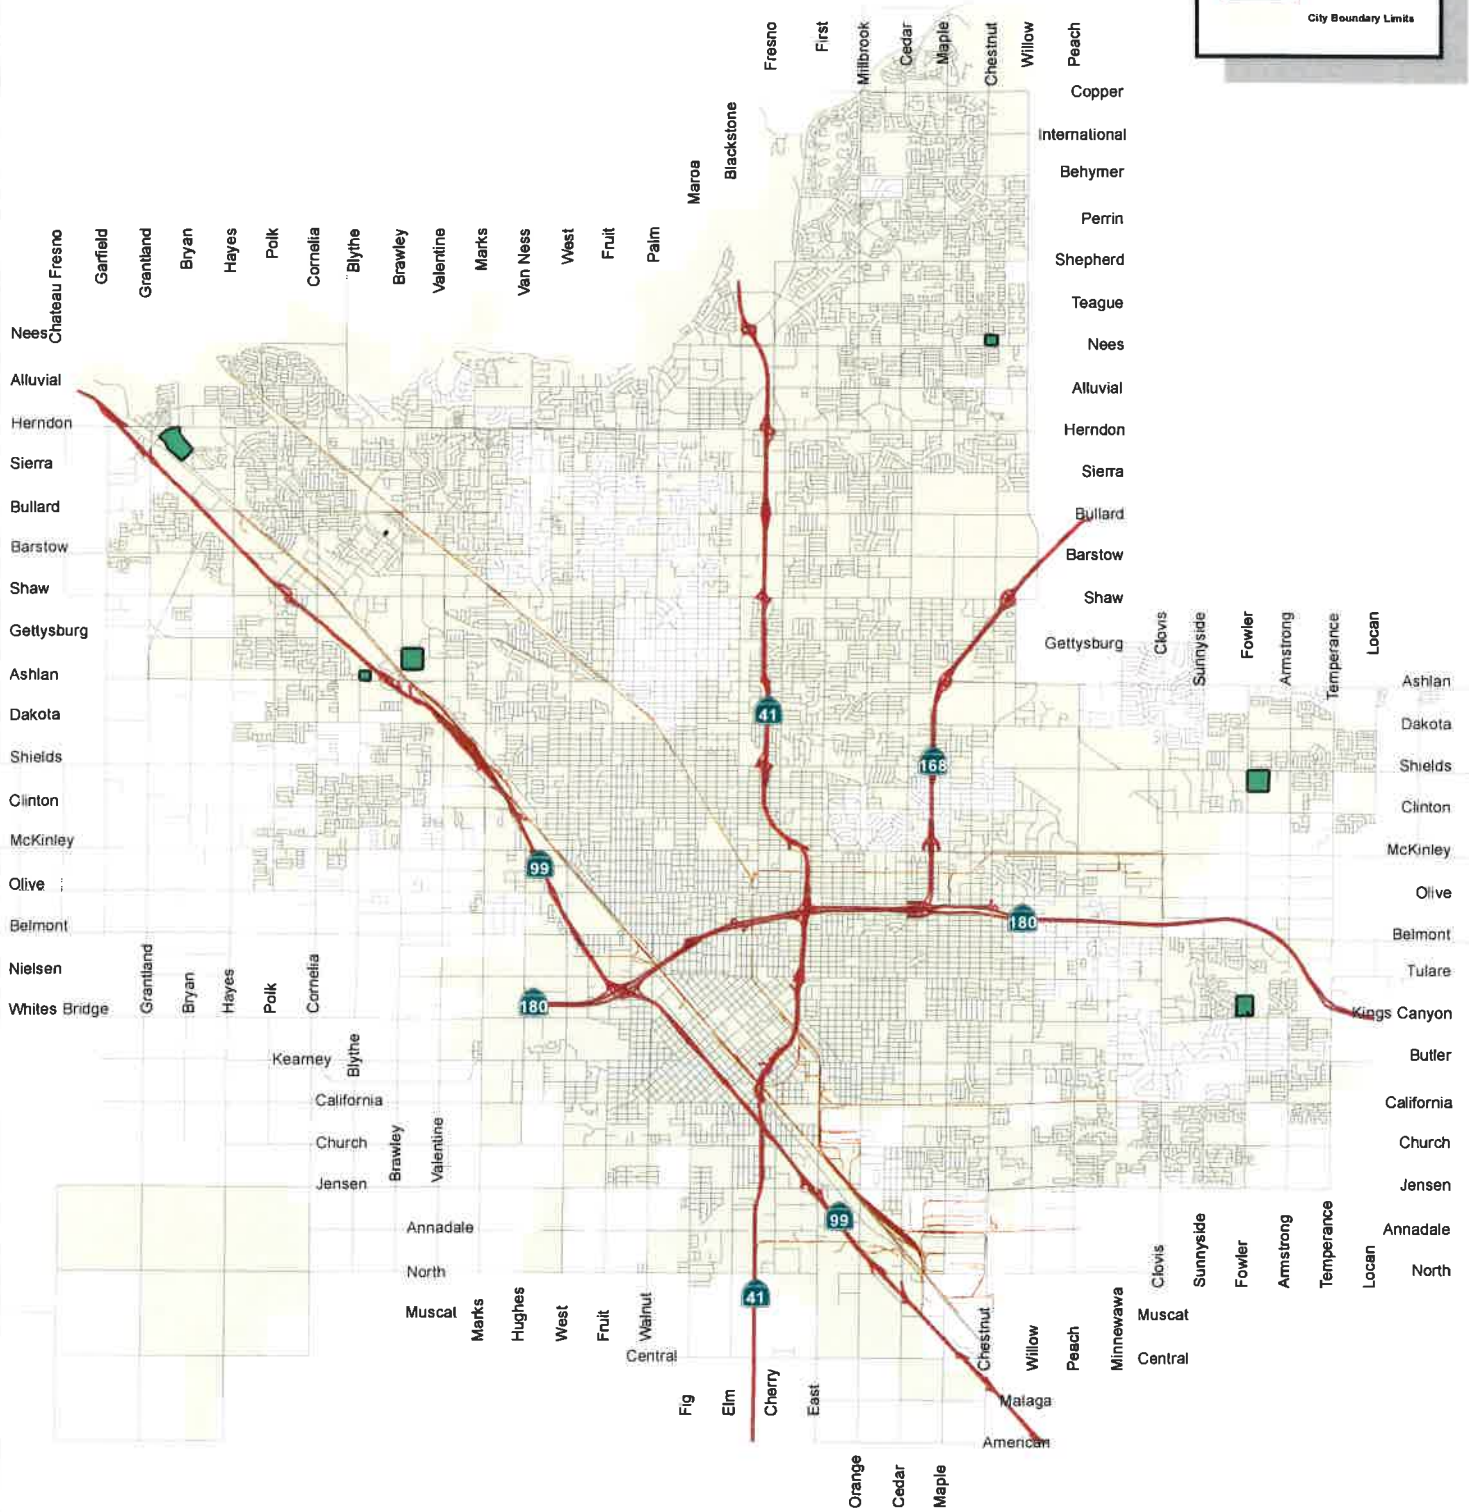 City Boundary Limits
Fresno
First
Millbrook
Cedar
Maple
Chestnut
Willow
Peach
Copper
International
Behymer
Perrin
Shepherd
Teague
Nees
Alluvial
Herndon
Sierra
Bullard
Barstow
Shaw
Gettysburg
Blackstone
Maroa
Chateau Fresno
Garfield
Grantland
Bryan
Hayes
Polk
Cornelia
Blythe
Brawley
Valentine
Marks
Van Ness
West
Fruit
Palm
Nees
Alluvial
Herndon
Sierra
Bullard
Barstow
Shaw
Gettysburg
Ashlan
Dakota
Shields
Clinton
McKinley
Olive
Belmont
Nielsen
Whites Bridge
Clovis
Sunnyside
Fowler
Armstrong
Temperance
Locan
Ashlan
Dakota
Shields
Clinton
McKinley
Olive
Belmont
Tulare
Kings Canyon
Butler
California
Church
Jensen
Annadale
North
41
168
99
180
180
99
41
Grantland
Bryan
Hayes
Polk
Cornelia
Kearney
Blythe
California
Church
Brawley
Valentine
Jensen
Annadale
North
Muscat
Marks
Hughes
West
Fruit
Walnut
Central
Fig
Elm
Cherry
East
Orange
Cedar
Maple
Chestnut
Willow
Peach
Minnewawa
Muscat
Central
Malaga
American
Clovis
Sunnyside
Fowler
Armstrong
Temperance
Locan